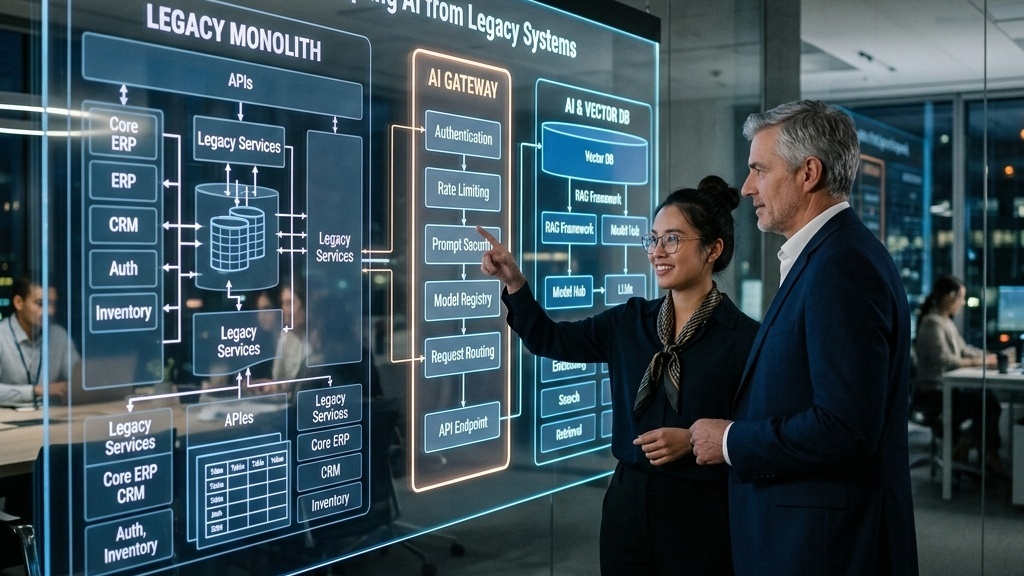 AI from Legacy Systems
LEGACY MONOLITH
APIs
Core
ERP
ERP
CRM
Auth
Inventory
Legacy Services
Legacy
Services
Legacy
Services
Legacy
Services
Core ERP
CRM
Auth,
Inventory
APIes
Legacy
Services
Core ERP
CRM
Inventory
AI GATEWAY
Authentication
Rate Limiting
Prompt Securit
Model Registry
Request Routing
API Endpoint
AI & VECTOR DB
Vector DB
RAG Framework
RAG Framework
Model Hub
Model Hub
LLMs
Embedding
Search
Retrieval